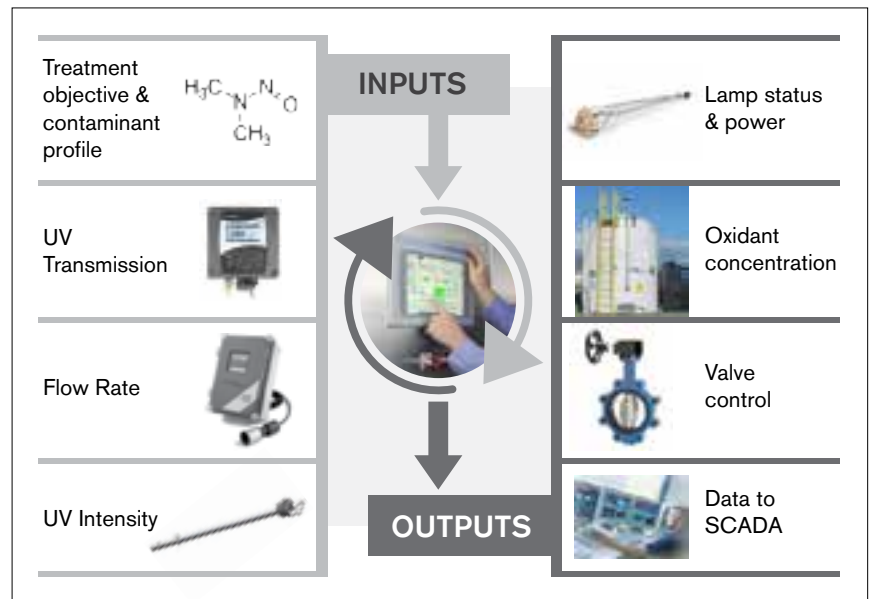 Treatment
objective &
contaminant
profile
H3C
N
N
O
CH3
INPUTS
Lamp status
& power
UV
Transmission
Oxidant
concentration
Flow Rate
Valve
control
UV Intensity
OUTPUTS
Data to
SCADA